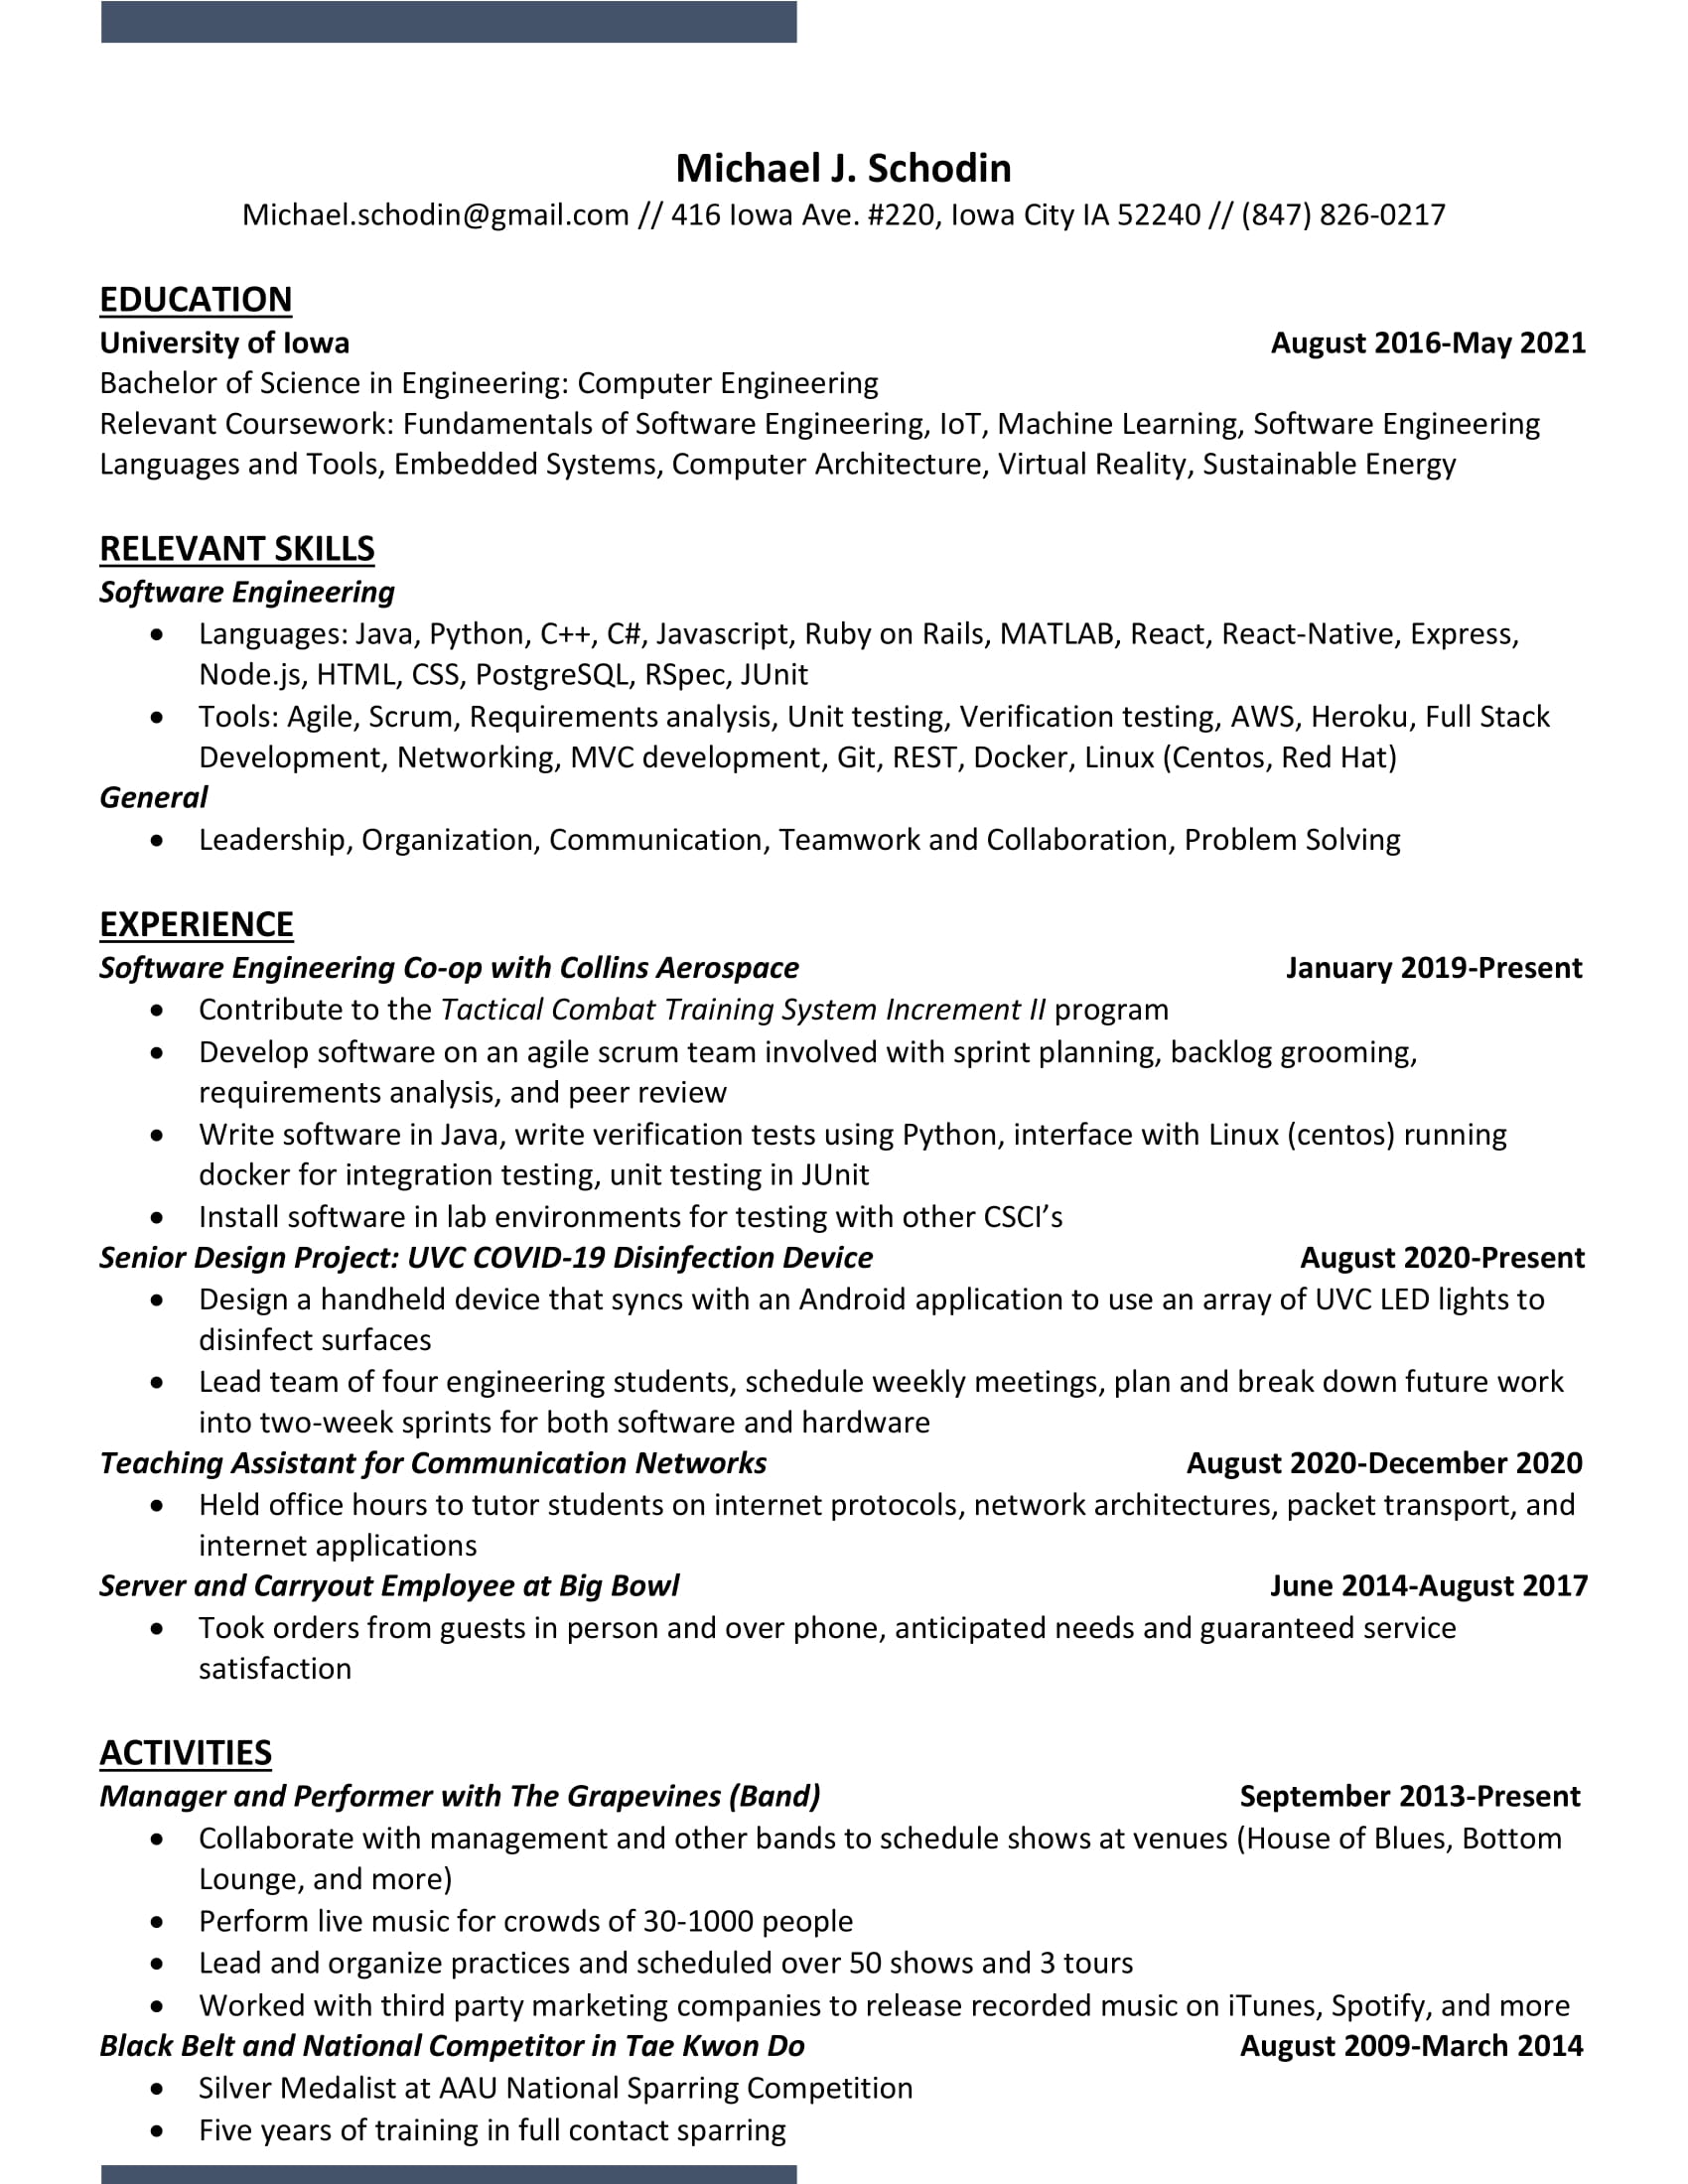 Michael J. Schodin
Michael.schodin@gmail.com // 416 Iowa Ave. #220, Iowa City IA 52240 // (847) 826-0217
EDUCATION
University of Iowa August 2016-May 2021
Bachelor of Science in Engineering: Computer Engineering
Relevant Coursework: Fundamentals of Software Engineering, IoT, Machine Learning, Software Engineering
Languages and Tools, Embedded Systems, Computer Architecture, Virtual Reality, Sustainable Energy
RELEVANT SKILLS
Software Engineering
• Languages: Java, Python, C++, C#, Javascript, Ruby on Rails, MATLAB, React, React-Native, Express,
Node.js, HTML, CSS, PostgreSQL, RSpec, JUnit
• Tools: Agile, Scrum, Requirements analysis, Unit testing, Verification testing, AWS, Heroku, Full Stack
Development, Networking, MVC development, Git, REST, Docker, Linux (Centos, Red Hat)
General
• Leadership, Organization, Communication, Teamwork and Collaboration, Problem Solving
EXPERIENCE
Software Engineering Co-op with Collins Aerospace January 2019-Present
• Contribute to the Tactical Combat Training System Increment II program
• Develop software on an agile scrum team involved with sprint planning, backlog grooming,
requirements analysis, and peer review
• Write software in Java, write verification tests using Python, interface with Linux (centos) running
docker for integration testing, unit testing in JUnit
• Install software in lab environments for testing with other CSCI’s
Senior Design Project: UVC COVID-19 Disinfection Device August 2020-Present
• Design a handheld device that syncs with an Android application to use an array of UVC LED lights to
disinfect surfaces
• Lead team of four engineering students, schedule weekly meetings, plan and break down future work
into two-week sprints for both software and hardware
Teaching Assistant for Communication Networks August 2020-December 2020
• Held office hours to tutor students on internet protocols, network architectures, packet transport, and
internet applications
Server and Carryout Employee at Big Bowl June 2014-August 2017
• Took orders from guests in person and over phone, anticipated needs and guaranteed service
satisfaction
ACTIVITIES
Manager and Performer with The Grapevines (Band) September 2013-Present
• Collaborate with management and other bands to schedule shows at venues (House of Blues, Bottom
Lounge, and more)
• Perform live music for crowds of 30-1000 people
• Lead and organize practices and scheduled over 50 shows and 3 tours
• Worked with third party marketing companies to release recorded music on iTunes, Spotify, and more
Black Belt and National Competitor in Tae Kwon Do August 2009-March 2014
• Silver Medalist at AAU National Sparring Competition
• Five years of training in full contact sparring